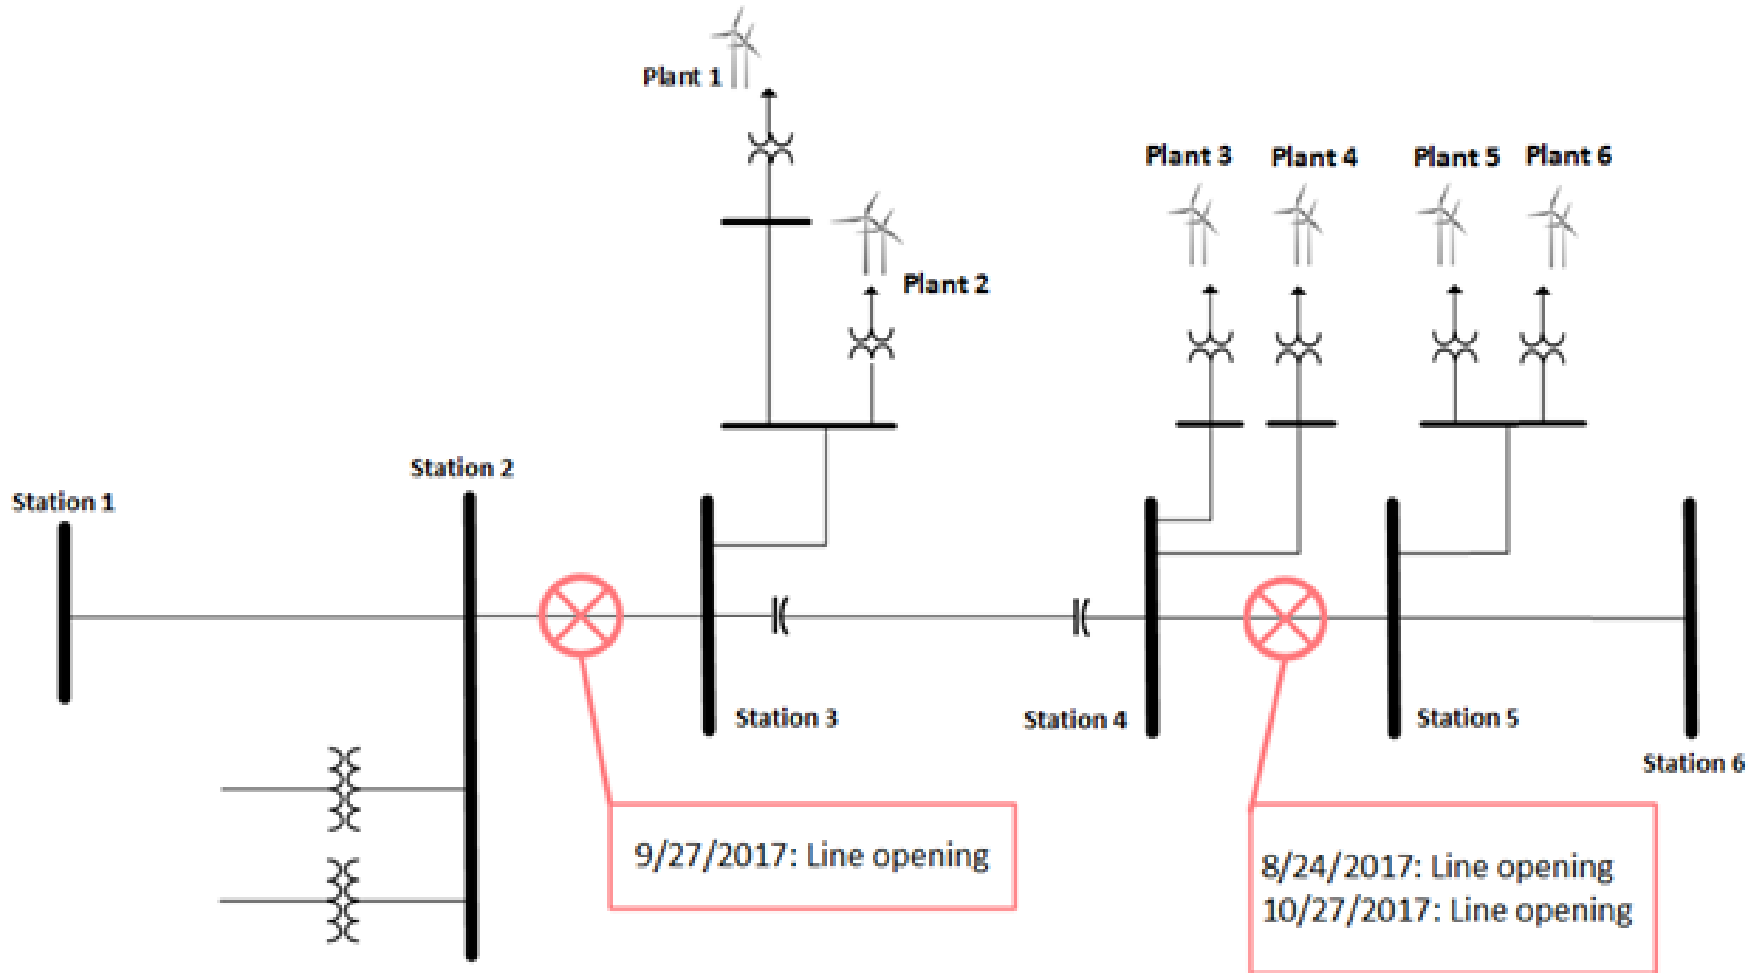 Plant 1
Plant 2
Plant 3
Plant 4
Plant 5
Plant 6
Station 1
Station 2
Station 3
Station 4
Station 5
Station 6
9/27/2017: Line opening
8/24/2017: Line opening
10/27/2017: Line opening